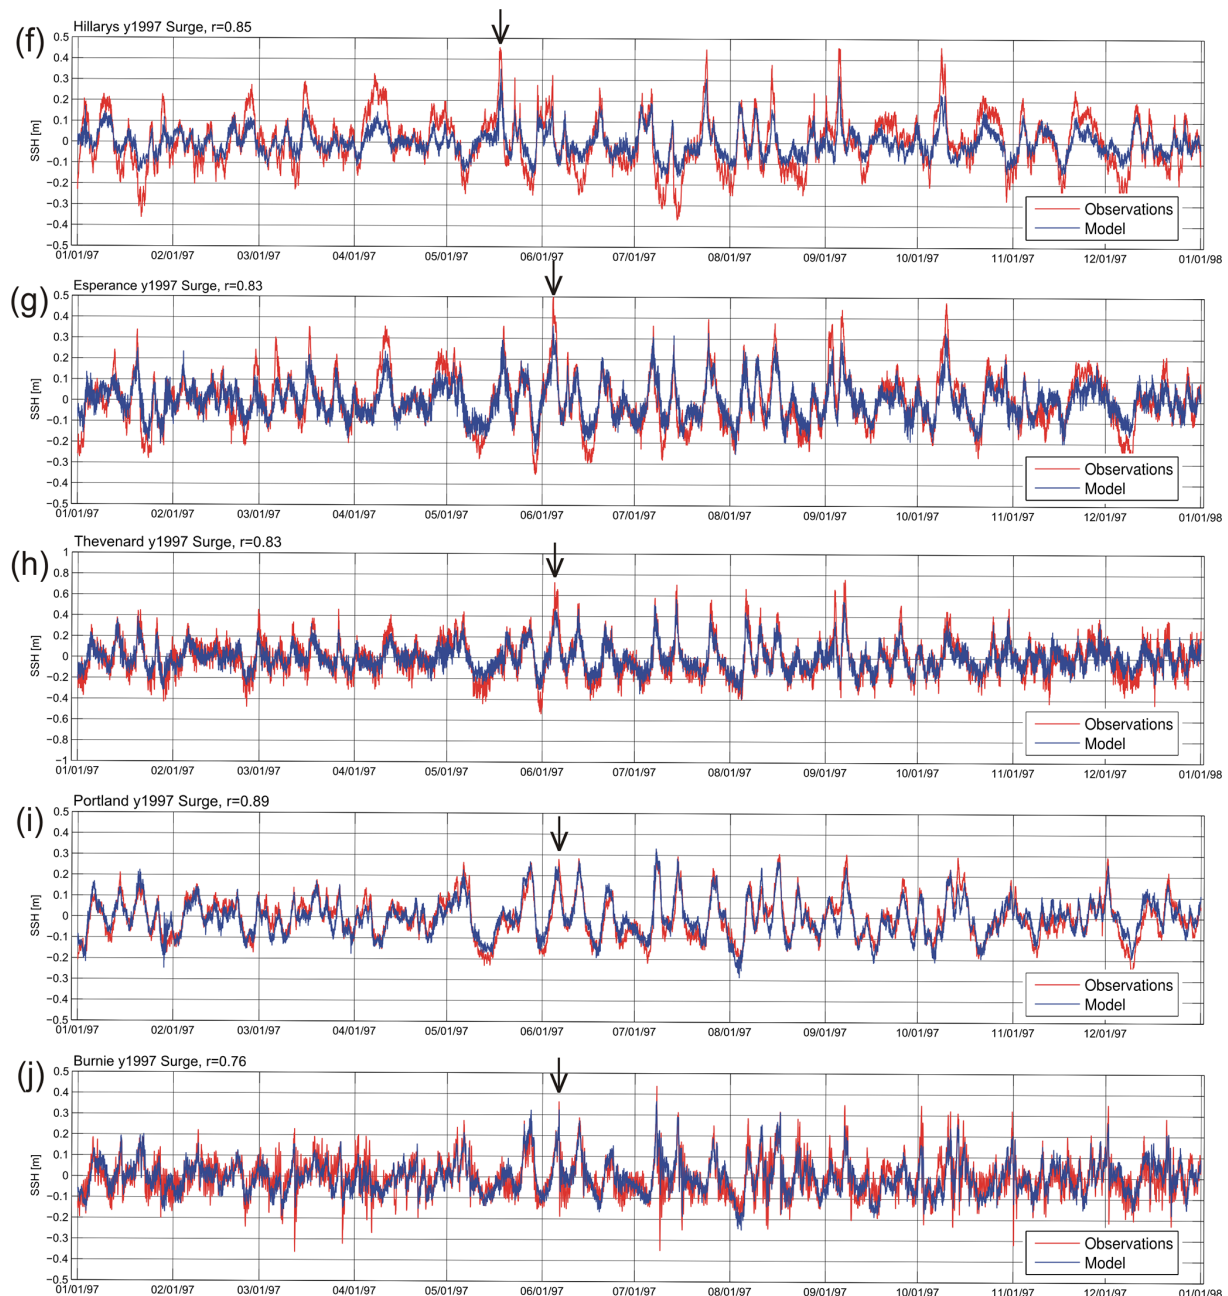 (f)
Hillarys y1997 Surge, r=0.85
0.5
0.4
0.3
0.2
0.1
0
−0.1
−0.2
−0.3
−0.4
−0.5
SSH [m]
Observations
Model
01/01/97 02/01/97 03/01/97 04/01/97 05/01/97 06/01/97 07/01/97 08/01/97 09/01/97 10/01/97 11/01/97 12/01/97 01/01/98
(g)
Esperance y1997 Surge, r=0.83
0.5
0.4
0.3
0.2
0.1
0
−0.1
−0.2
−0.3
−0.4
−0.5
SSH [m]
Observations
Model
01/01/97 02/01/97 03/01/97 04/01/97 05/01/97 06/01/97 07/01/97 08/01/97 09/01/97 10/01/97 11/01/97 12/01/97 01/01/98
(h)
Thevenard y1997 Surge, r=0.83
1
0.8
0.6
0.4
0.2
0
−0.2
−0.4
−0.6
−0.8
−1
SSH [m]
Observations
Model
01/01/97 02/01/97 03/01/97 04/01/97 05/01/97 06/01/97 07/01/97 08/01/97 09/01/97 10/01/97 11/01/97 12/01/97 01/01/98
(i)
Portland y1997 Surge, r=0.89
0.5
0.4
0.3
0.2
0.1
0
−0.1
−0.2
−0.3
−0.4
−0.5
SSH [m]
Observations
Model
01/01/97 02/01/97 03/01/97 04/01/97 05/01/97 06/01/97 07/01/97 08/01/97 09/01/97 10/01/97 11/01/97 12/01/97
(j)
Burnie y1997 Surge, r=0.76
0.5
0.4
0.3
0.2
0.1
0
−0.1
−0.2
−0.3
−0.4
−0.5
SSH [m]
Observations
Model
01/01/97 02/01/97 03/01/97 04/01/97 05/01/97 06/01/97 07/01/97 08/01/97 09/01/97 10/01/97 11/01/97 12/01/97 01/01/98